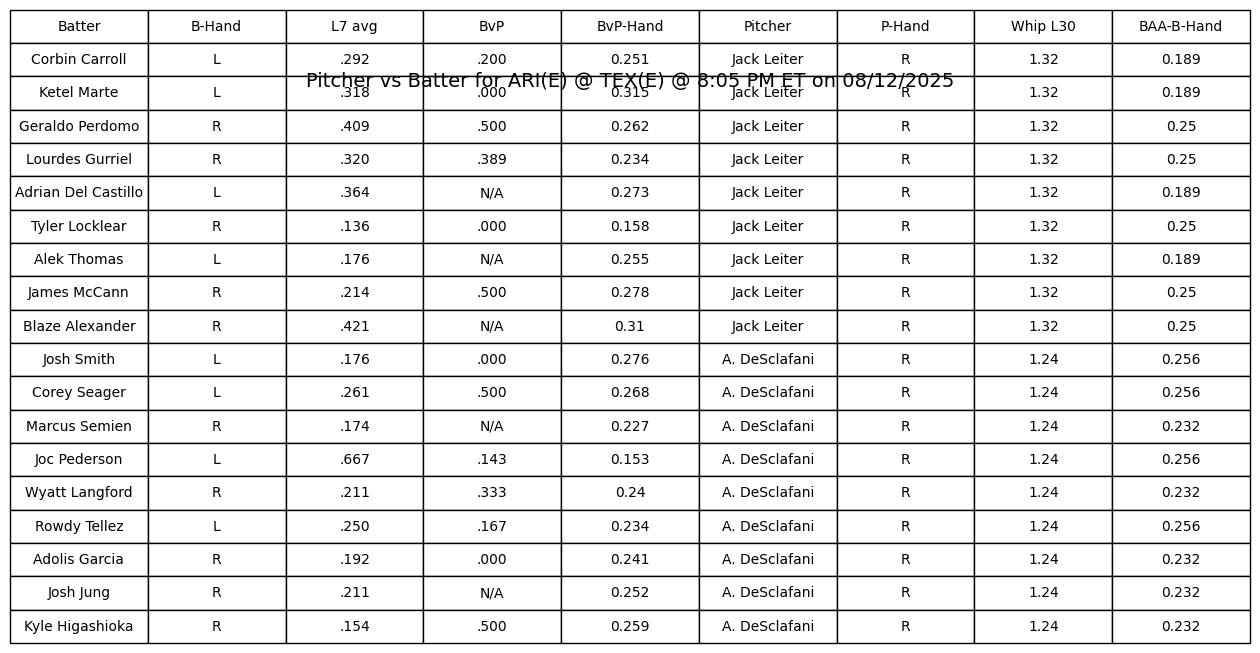 Batter B-Hand L7 avg BvP BvP-Hand Pitcher P-Hand Whip L30 BAA-B-Hand
Corbin Carroll L .292 .200 0.251 Jack Leiter R 1.32 0.189
Pitcher vs Batter for ARI(E) @ TEX(E) @ 8:05 PM ET on 08/12/2025
Ketel Marte L .318 .000 0.315 Jack Leiter R 1.32 0.189
Geraldo Perdomo R .409 .500 0.262 Jack Leiter R 1.32 0.25
Lourdes Gurriel R .320 .389 0.234 Jack Leiter R 1.32 0.25
Adrian Del Castillo L .364 N/A 0.273 Jack Leiter R 1.32 0.189
Tyler Locklear R .136 .000 0.158 Jack Leiter R 1.32 0.25
Alek Thomas L .176 N/A 0.255 Jack Leiter R 1.32 0.189
James McCann R .214 .500 0.278 Jack Leiter R 1.32 0.25
Blaze Alexander R .421 N/A 0.31 Jack Leiter R 1.32 0.25
Josh Smith L .176 .000 0.276 A. DeSclafani R 1.24 0.256
Corey Seager L .261 .500 0.268 A. DeSclafani R 1.24 0.256
Marcus Semien R .174 N/A 0.227 A. DeSclafani R 1.24 0.232
Joc Pederson L .667 .143 0.153 A. DeSclafani R 1.24 0.256
Wyatt Langford R .211 .333 0.24 A. DeSclafani R 1.24 0.232
Rowdy Tellez L .250 .167 0.234 A. DeSclafani R 1.24 0.256
Adolis Garcia R .192 .000 0.241 A. DeSclafani R 1.24 0.232
Josh Jung R .211 N/A 0.252 A. DeSclafani R 1.24 0.232
Kyle Higashioka R .154 .500 0.259 A. DeSclafani R 1.24 0.232